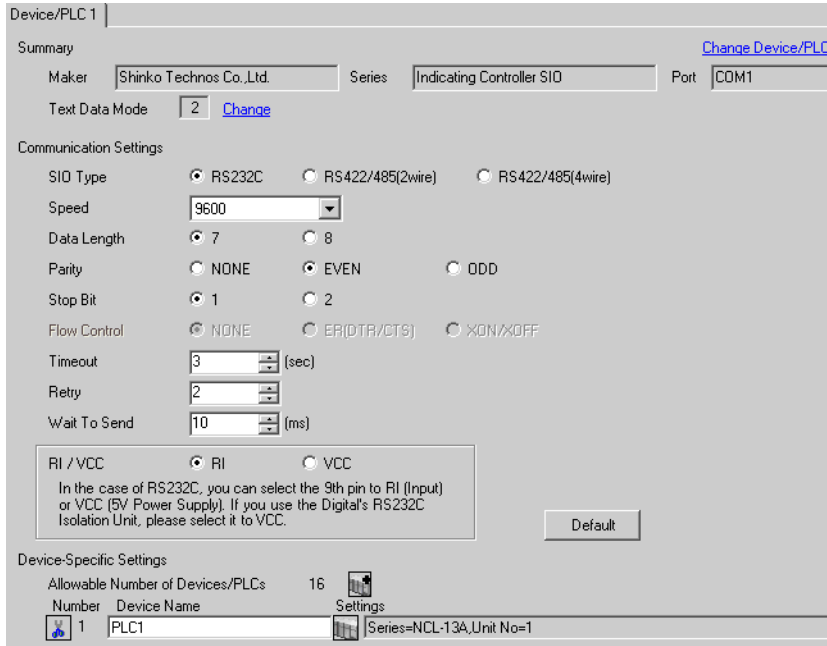 Device/PLC 1
Summary Change Device/PLC
Maker Shinko Technos Co.,Ltd. Series Indicating Controller SIO Port COM1
Text Data Mode 2 Change
Communication Settings
SIO Type RS232C RS422/485(2wire) RS422/485(4wire)
Speed 9600
Data Length 7 8
Parity NONE EVEN ODD
Stop Bit 1 2
Flow Control NONE ER(DTR/CTS) XON/XOFF
Timeout 3 (sec)
Retry 2
Wait To Send 10 (ms)
RI / VCC RI VCC
In the case of RS232C, you can select the 9th pin to RI (Input)
or VCC (5V Power Supply). If you use the Digital's RS232C
Isolation Unit, please select it to VCC.
Default
Device-Specific Settings
Allowable Number of Devices/PLCs 16
Number Device Name Settings
1 PLC1 Series=NCL-13A,Unit No=1